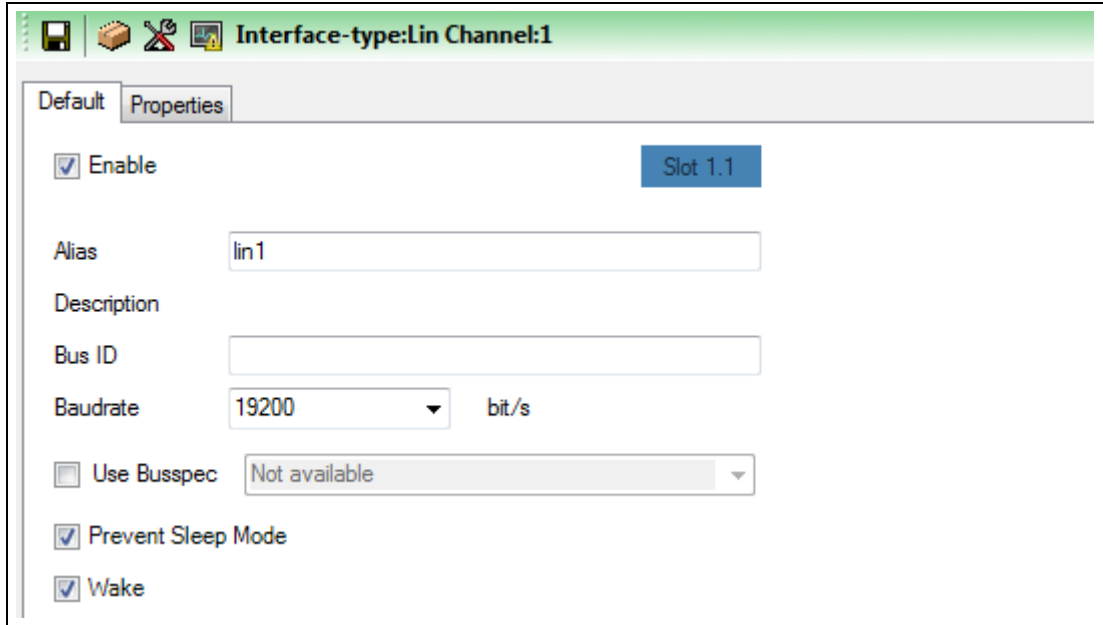 Interface-type:Lin Channel:1
Default Properties
Enable Slot 1.1
Alias lin1
Description
Bus ID
Baudrate 19200 bit/s
Use Busspec Not available
Prevent Sleep Mode
Wake